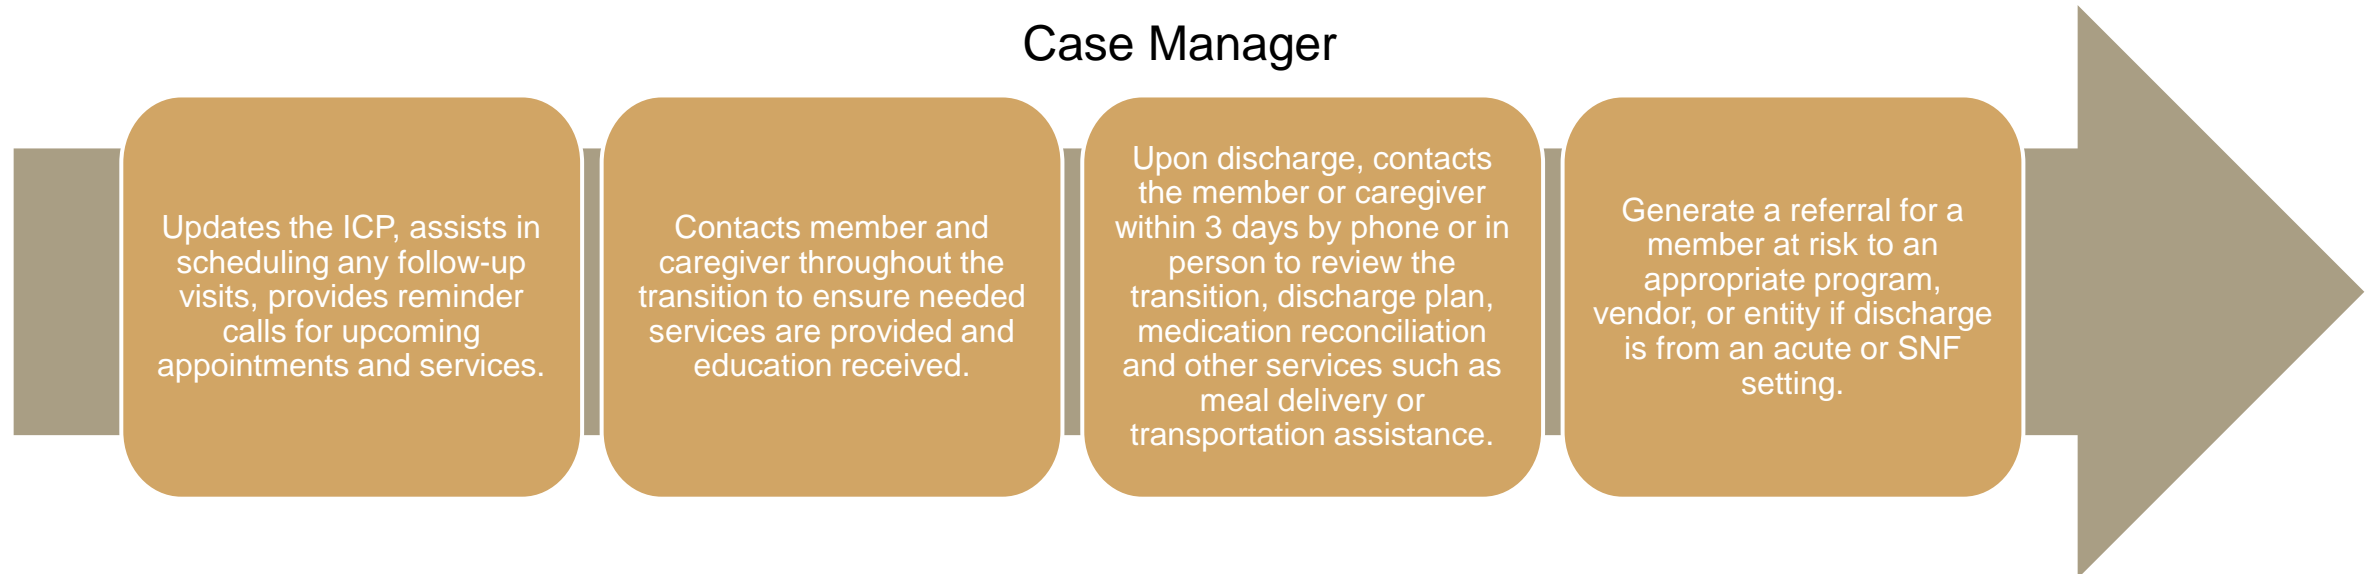 Case Manager
Updates the ICP, assists in
scheduling any follow-up
visits, provides reminder
calls for upcoming
appointments and services.
Contacts member and
caregiver throughout the
transition to ensure needed
services are provided and
education received.
Upon discharge, contacts
the member or caregiver
within 3 days by phone or in
person to review the
transition, discharge plan,
medication reconciliation
and other services such as
meal delivery or
transportation assistance.
Generate a referral for a
member at risk to an
appropriate program,
vendor, or entity if discharge
is from an acute or SNF
setting.